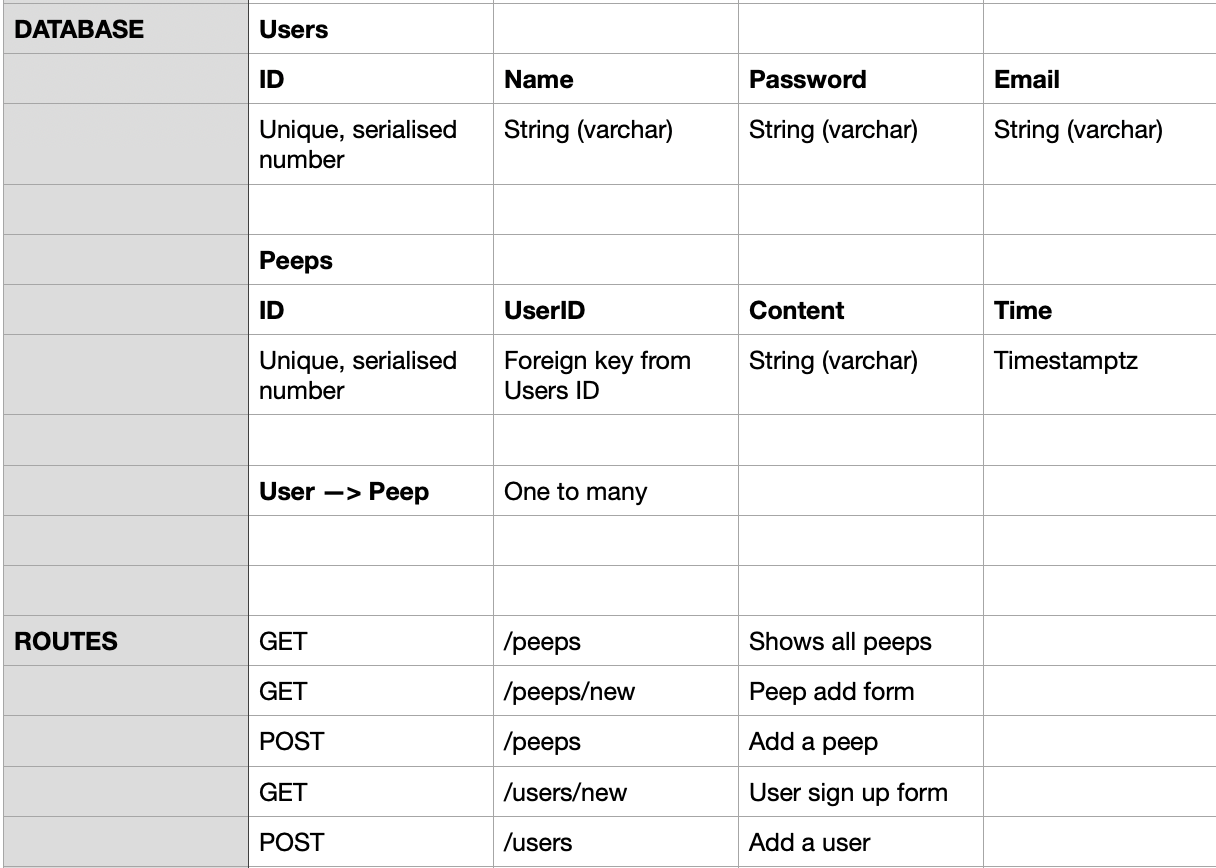 DATABASE Users
ID Name Password Email
Unique, serialised String (varchar) String (varchar) String (varchar)
number
Peeps
ID UserID Content Time
Unique, serialised Foreign key from String (varchar) Timestamptz
number Users ID
User —> Peep One to many
ROUTES GET /peeps Shows all peeps
GET /peeps/new Peep add form
POST /peeps Add a peep
GET /users/new User sign up form
POST /users Add a user